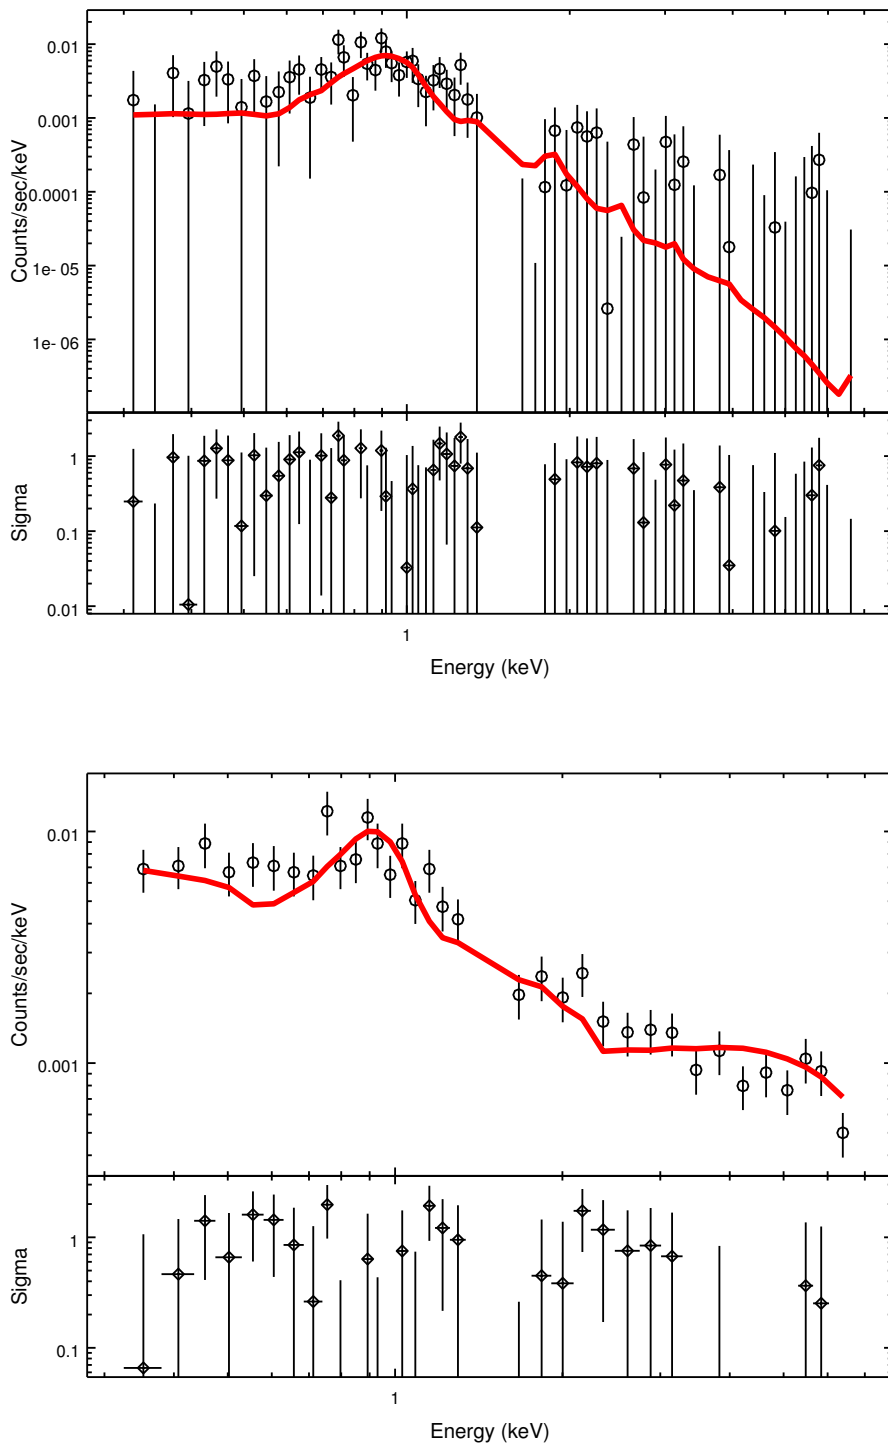 0.01
0.001
0.0001
1e- 05
1e- 06
Counts/sec/keV
1
0.1
0.01
Sigma
1
Energy (keV)
0.01
0.001
Counts/sec/keV
1
0.1
Sigma
1
Energy (keV)